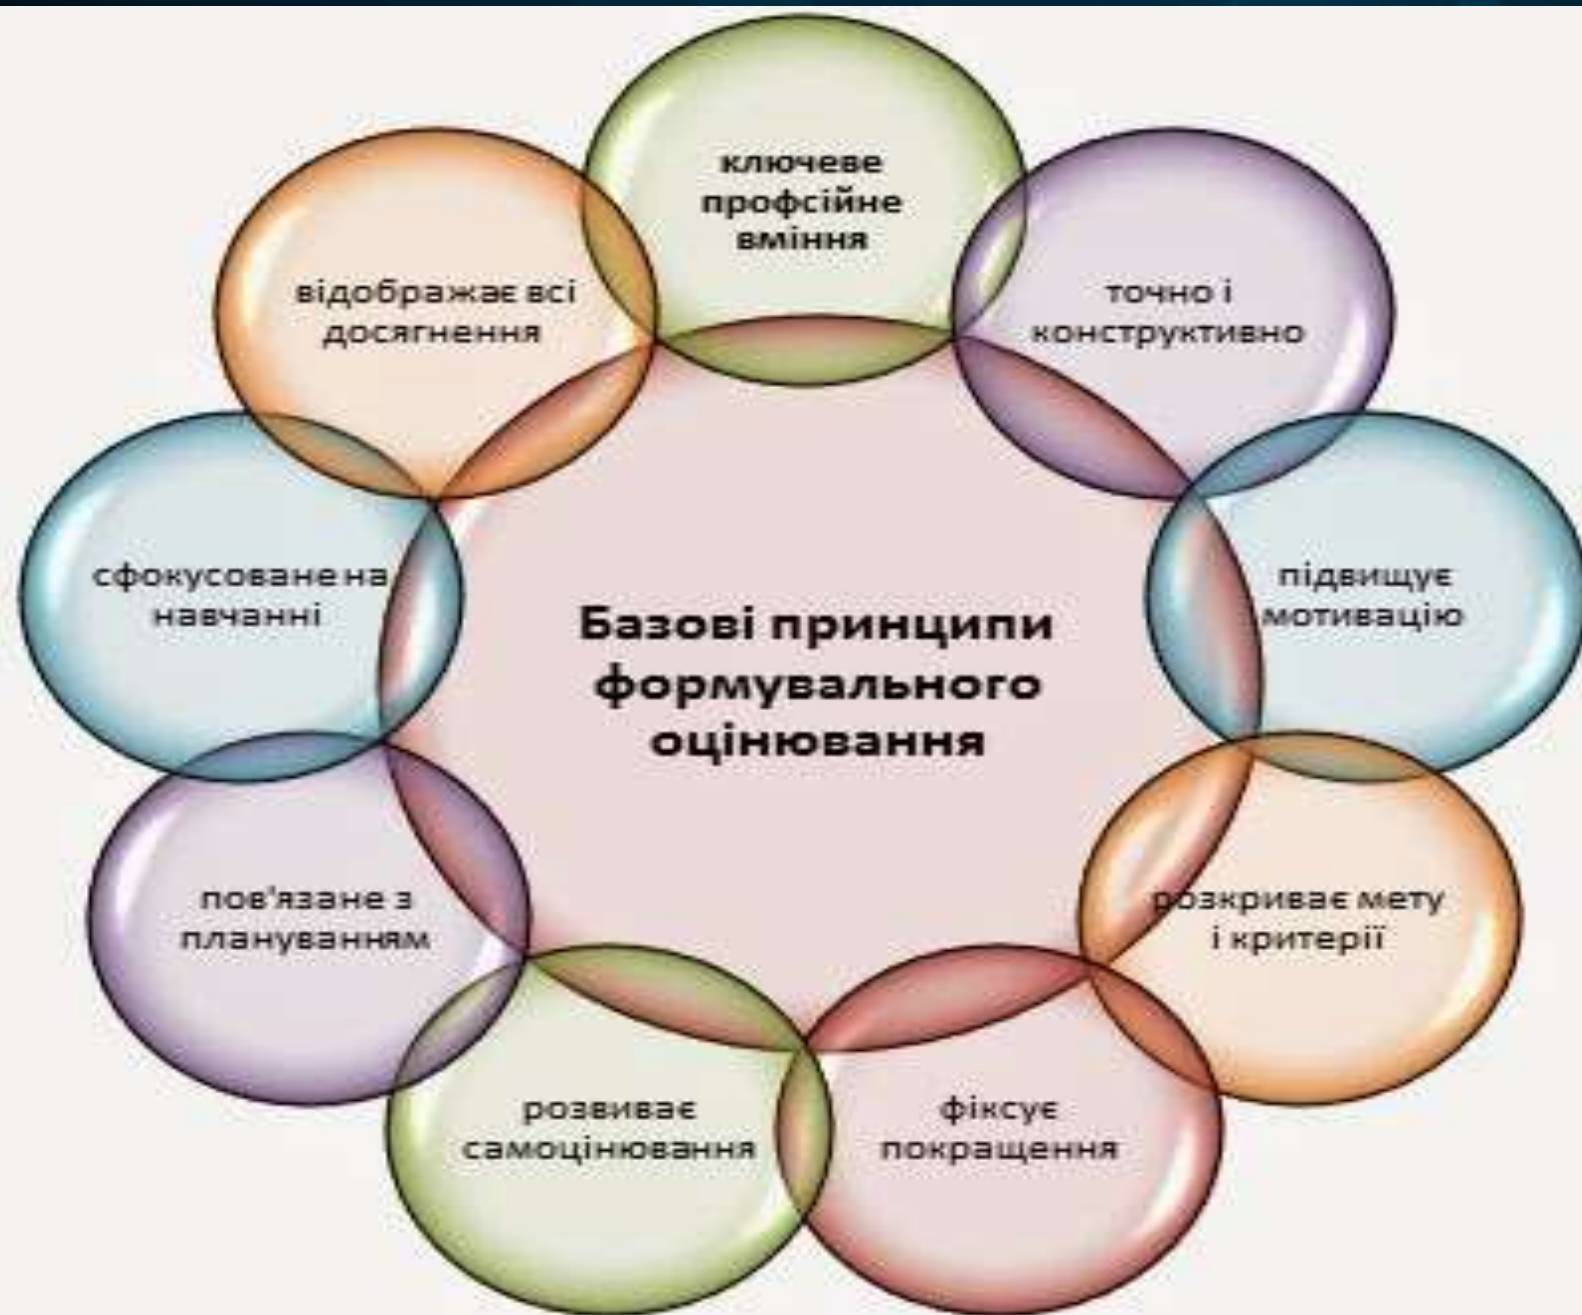 ключеве
профсійне
вміння
точно і
конструктивно
підвищує
мотивацію
розкриває мету
і критерії
фіксує
покращення
розвиває
самоцінювання
пов'язане з
плануванням
сфокусоване на
навчанні
відображає всі
досягнення
Базові принципи
формувального
оцінювання